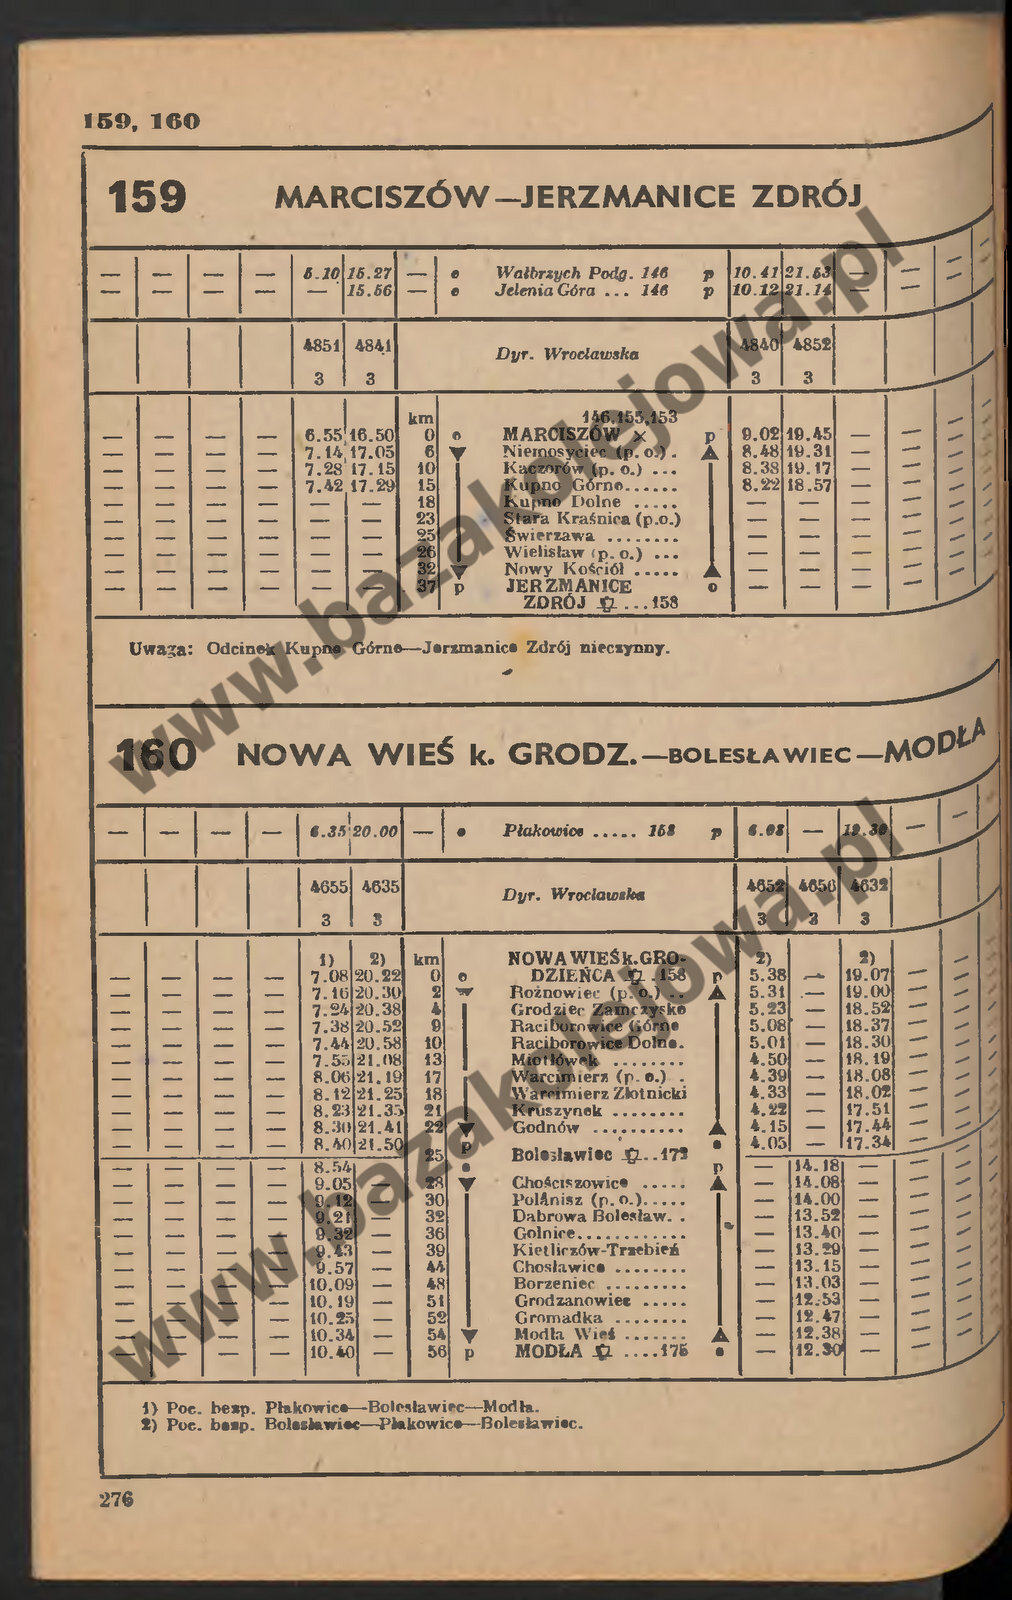 159, 160
159 MARCISZÓW—JERZMANICE ZDRÓJ
— — — — 6.10 15.27 — o Wałbrzych Podg. 146 p 10.41 21.53 — — — —
— — — — — 15.56 — o Jelenia Góra ... 146 p 10.12 21.14 — — — —
4851 4841 Dyr. Wrocławska 4840 4852
3 3 3 3
km 146,155,153
— — — — 6.55 16.50 0 o MARCISZÓW p 9.02 19.45 — — — —
— — — — 7.14 17.05 6 Niemosyciec (p.o.) . 8.48 19.31 — — — —
— — — — 7.28 17.15 10 Kaczorów (p. o.) ... 8.38 19.17 — — — —
— — — — 7.42 17.29 15 Kupno Górne...... 8.22 18.57 — — — —
— — — — — — 18 Kupno Dolne ..... — — — — — —
— — — — — — 23 Stara Kraśnica (p.o.) — — — — — —
— — — — — — 25 Świerzawa ......... — — — — — —
— — — — — — 26 Wielisław (p. o.) ... — — — — — —
— — — — — — 32 Nowy Kościół ..... — — — — — —
— — — — — — 37 p JERZMANICE o — — — — — —
ZDRÓJ ...158
Uwaga: Odcinek Kupno Górne—Jerzmanice Zdrój nieczynny.
160 NOWA WIEŚ k. GRODZ.—BOLESŁAWIEC—MODŁA
— — — — 6.35 20.00 — • Płakowice ..... 158 p 6.08 — 19.30 — — —
4655 4635 Dyr. Wrocławska 4652 4656 4632
3 3 3 3 3
1) 2) km NOWA WIEŚ k.GRO- 2) 2)
— — — — 7.08 20.22 0 o DZIEŃCA . 158 p 5.38 — 19.07 — — —
— — — — 7.16 20.30 2 Rożnowiec (p.o.) .. 5.31 — 19.00 — — —
— — — — 7.24 20.38 4 Grodziec Zamczysko 5.23 — 18.52 — — —
— — — — 7.38 20.52 9 Raciborowice Górne 5.08 — 18.37 — — —
— — — — 7.44 20.58 10 Raciborowice Dolne. 5.01 — 18.30 — — —
— — — — 7.55 21.08 13 Miotłówek ......... 4.50 — 18.19 — — —
— — — — 8.06 21.19 17 Warcimierz (p. o.) . 4.39 — 18.08 — — —
— — — — 8.12 21.25 18 Warcimierz Złotnicki 4.33 — 18.02 — — —
— — — — 8.23 21.35 21 Kruszynek ........ 4.22 — 17.51 — — —
— — — — 8.30 21.41 22 Godnów .......... 4.15 — 17.44 — — —
— — — — 8.40 21.50 25 p Bolesławiec ..172 • 4.05 — 17.34 — — —
— — — — 8.54 • p — 14.18 — — — —
— — — — 9.05 — 28 Chościszowice ..... — 14.08 — — — —
— — — — 9.12 — 30 Polanisz (p. o.)..... — 14.00 — — — —
— — — — 9.21 — 32 Dabrowa Bolesław. . — 13.52 — — — —
— — — — 9.32 — 36 Golnice............. — 13.40 — — — —
— — — — 9.43 — 39 Kietliczów-Trzebień — 13.29 — — — —
— — — — 9.57 — 44 Chosławice ........ — 13.15 — — — —
— — — — 10.09 — 48 Borzeniec .......... — 13.03 — — — —
— — — — 10.19 — 51 Grodzanowiec ..... — 12.53 — — — —
— — — — 10.25 — 52 Gromadka ......... — 12.47 — — — —
— — — — 10.34 — 54 Modła Wieś ....... — 12.38 — — — —
— — — — 10.40 — 56 p MODŁA ....175 • — 12.30 — — — —
1) Poc. bezp. Płakowice—Bolesławiec—Modła.
2) Poc. bezp. Bolesławiec—Płakowice—Bolesławiec.
276
www.bazakolejowa.pl
www.bazakolejowa.pl